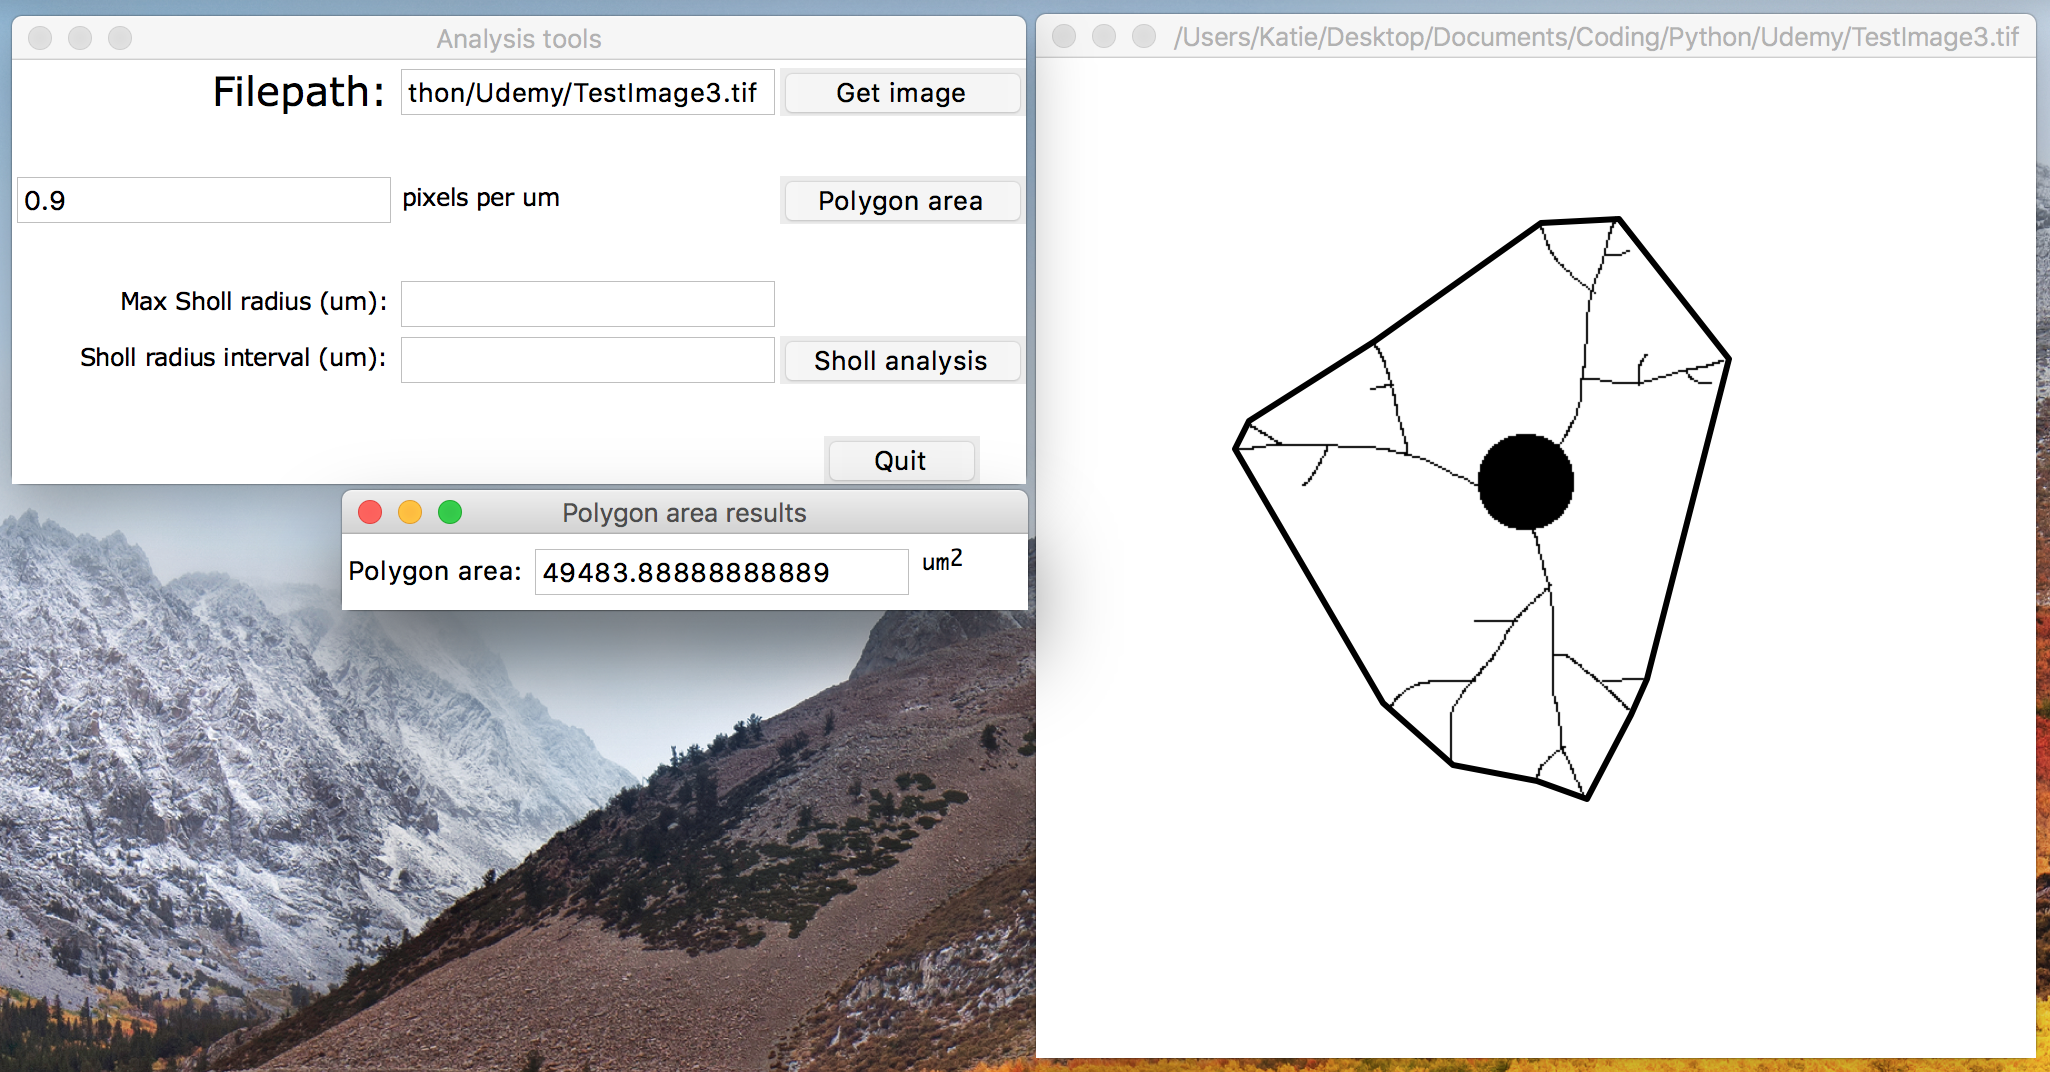 Analysis tools
Filepath: thon/Udemy/TestImage3.tif Get image
0.9 pixels per um Polygon area
Max Sholl radius (um):
Sholl radius interval (um): Sholl analysis
Quit
Polygon area results
Polygon area: 49483.88888888889 um2
/Users/Katie/Desktop/Documents/Coding/Python/Udemy/TestImage3.tif